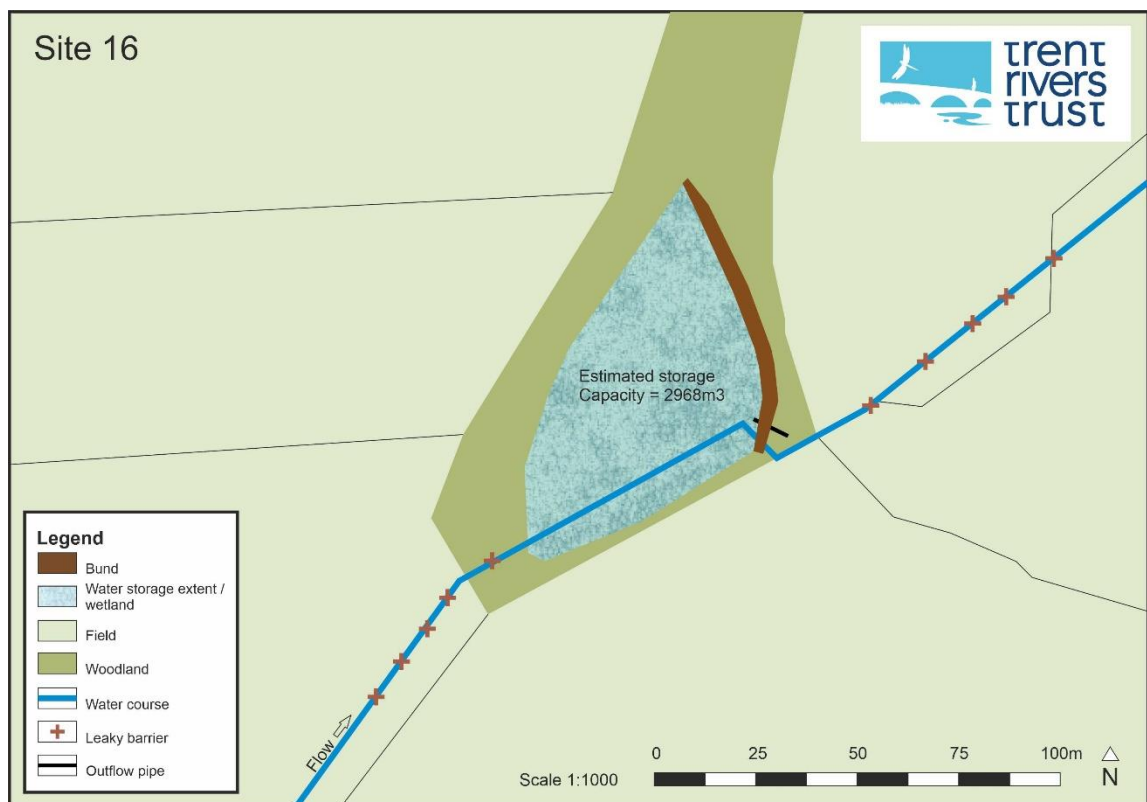 Site 16
trent
rivers
trust
Estimated storage
Capacity = 2968m3
Legend
Bund
Water storage extent /
wetland
Field
Woodland
Water course
Leaky barrier
Outflow pipe
Flow
0 25 50 75 100m
Scale 1:1000
N